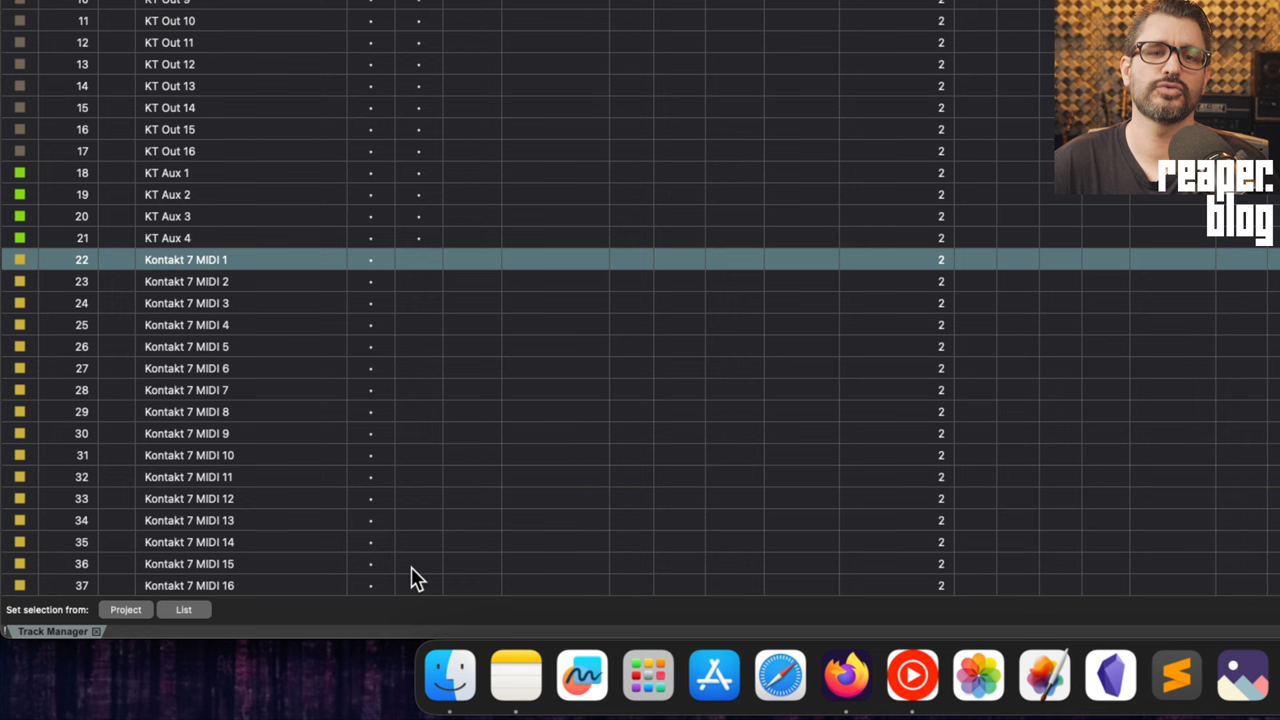 10 KT Out 9 2
11 KT Out 10 2
12 KT Out 11 2
13 KT Out 12 2
14 KT Out 13 2
15 KT Out 14 2
16 KT Out 15 2
17 KT Out 16 2
18 KT Aux 1 2
19 KT Aux 2 2
20 KT Aux 3 2
21 KT Aux 4 2
22 Kontakt 7 MIDI 1 2
23 Kontakt 7 MIDI 2 2
24 Kontakt 7 MIDI 3 2
25 Kontakt 7 MIDI 4 2
26 Kontakt 7 MIDI 5 2
27 Kontakt 7 MIDI 6 2
28 Kontakt 7 MIDI 7 2
29 Kontakt 7 MIDI 8 2
30 Kontakt 7 MIDI 9 2
31 Kontakt 7 MIDI 10 2
32 Kontakt 7 MIDI 11 2
33 Kontakt 7 MIDI 12 2
34 Kontakt 7 MIDI 13 2
35 Kontakt 7 MIDI 14 2
36 Kontakt 7 MIDI 15 2
37 Kontakt 7 MIDI 16 2
Set selection from: Project List
! Track Manager
reaper.
blog